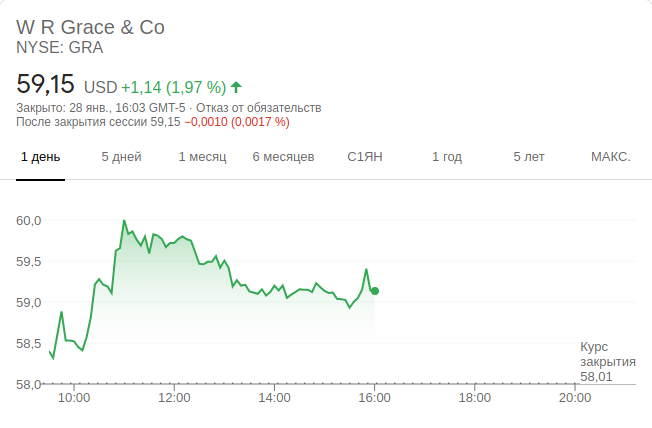 W R Grace & Co
NYSE: GRA
59,15 USD +1,14 (1,97 %)
Закрыто: 28 янв., 16:03 GMT-5 · Отказ от обязательств
После закрытия сессии 59,15 −0,0010 (0,0017 %)
1 день 5 дней 1 месяц 6 месяцев С1ЯН 1 год 5 лет МАКС.
60,0
59,5
59,0
58,5
58,0
Курс
закрытия
58,01
10:00 12:00 14:00 16:00 18:00 20:00